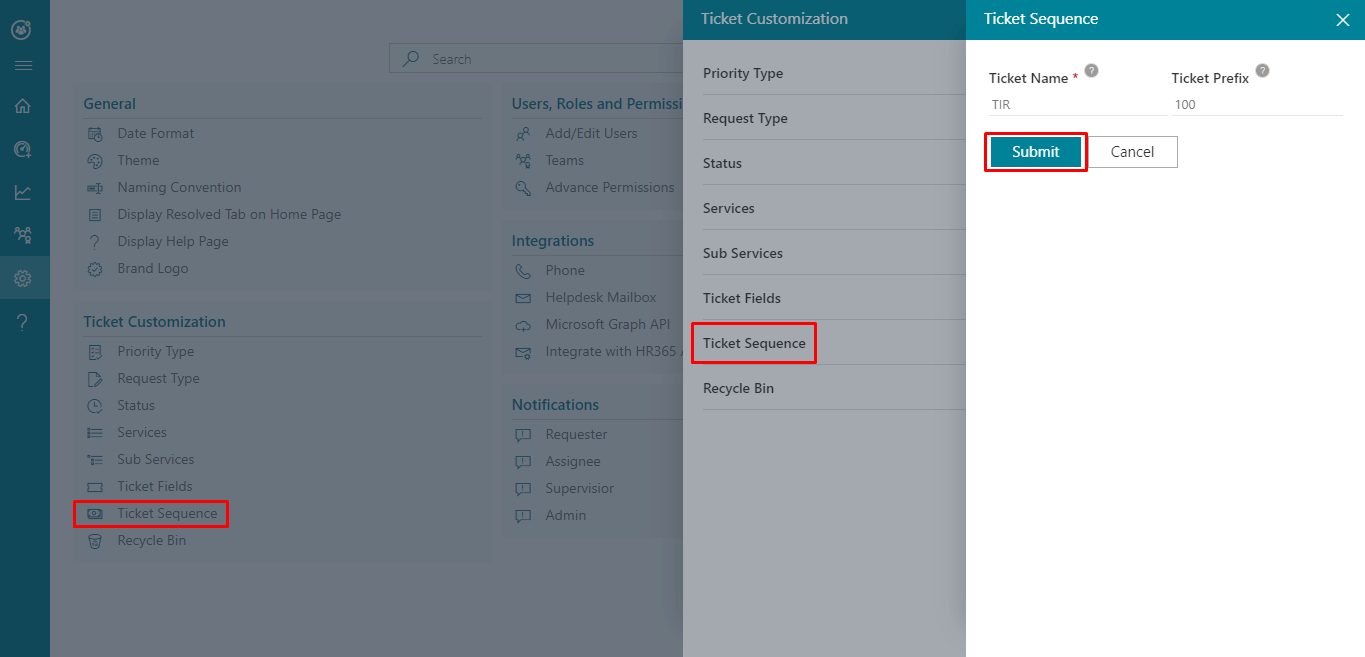 Search
General
Date Format
Theme
Naming Convention
Display Resolved Tab on Home Page
Display Help Page
Brand Logo
Ticket Customization
Priority Type
Request Type
Status
Services
Sub Services
Ticket Fields
Ticket Sequence
Recycle Bin
Users, Roles and Permissi
Add/Edit Users
Teams
Advance Permissions
Integrations
Phone
Helpdesk Mailbox
Microsoft Graph API
Integrate with HR365
Notifications
Requester
Assignee
Supervisior
Admin
Ticket Customization
Priority Type
Request Type
Status
Services
Sub Services
Ticket Fields
Ticket Sequence
Recycle Bin
Ticket Sequence
Ticket Name * ? Ticket Prefix ?
TIR 100
Submit Cancel